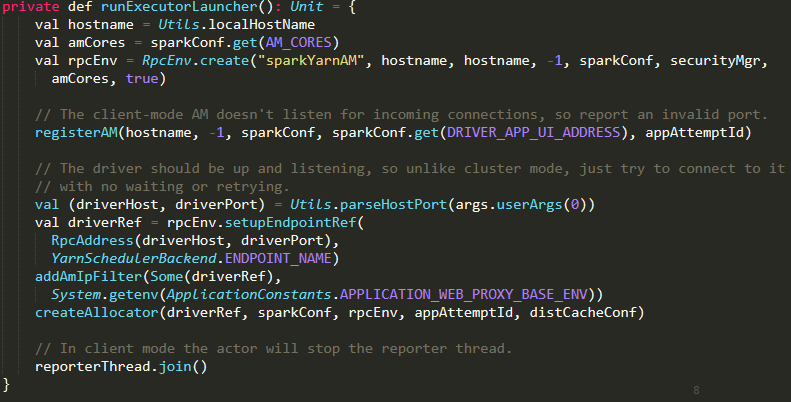 private def runExecutorLauncher(): Unit = {
val hostname = Utils.localHostName
val amCores = sparkConf.get(AM_CORES)
val rpcEnv = RpcEnv.create("sparkYarnAM", hostname, hostname, -1, sparkConf, securityMgr,
amCores, true)
// The client-mode AM doesn't listen for incoming connections, so report an invalid port.
registerAM(hostname, -1, sparkConf, sparkConf.get(DRIVER_APP_UI_ADDRESS), appAttemptId)
// The driver should be up and listening, so unlike cluster mode, just try to connect to it
// with no waiting or retrying.
val (driverHost, driverPort) = Utils.parseHostPort(args.userArgs(0))
val driverRef = rpcEnv.setupEndpointRef(
RpcAddress(driverHost, driverPort),
YarnSchedulerBackend.ENDPOINT_NAME)
addAmIpFilter(Some(driverRef),
System.getenv(ApplicationConstants.APPLICATION_WEB_PROXY_BASE_ENV))
createAllocator(driverRef, sparkConf, rpcEnv, appAttemptId, distCacheConf)
// In client mode the actor will stop the reporter thread.
reporterThread.join()
}
8